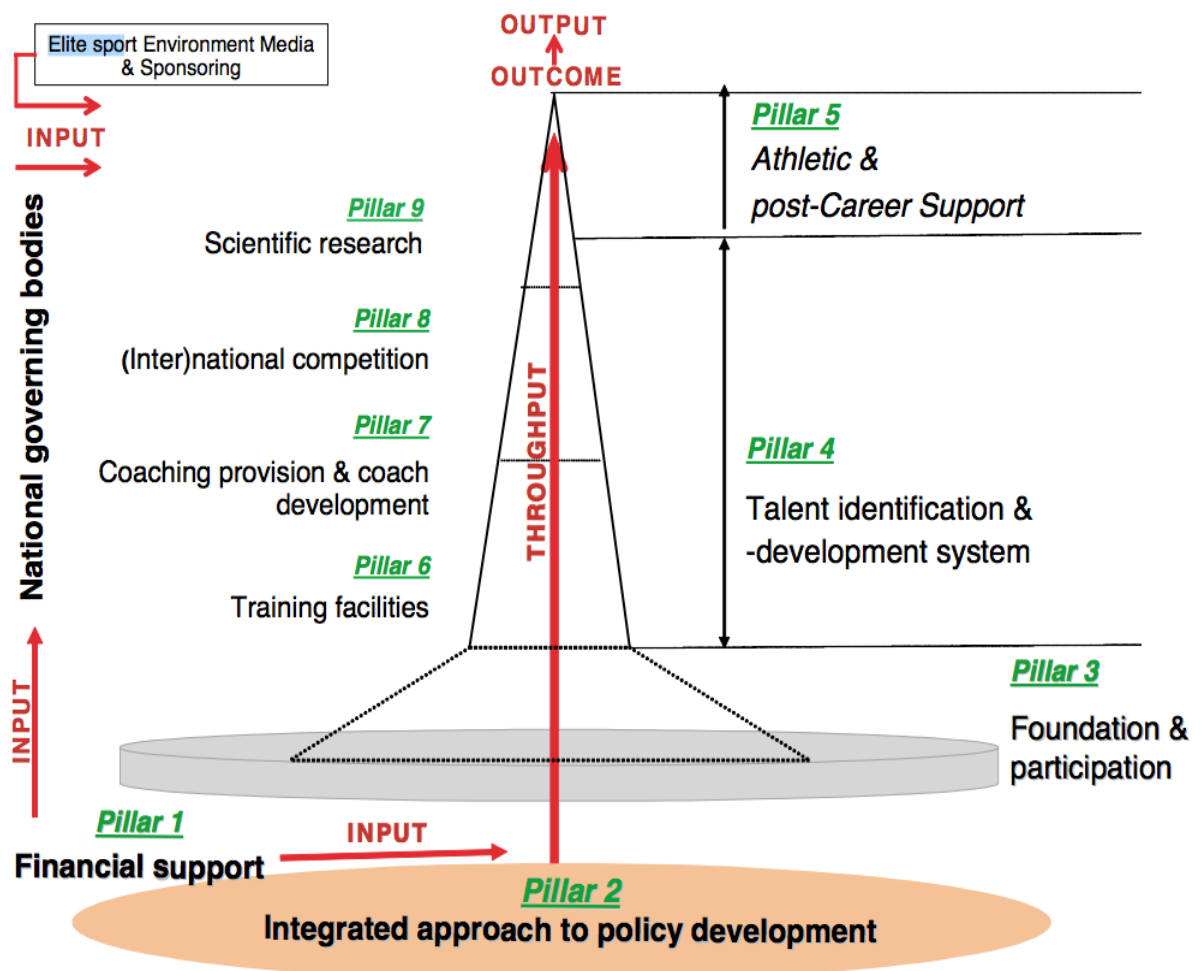 Elite sport Environment Media
& Sponsoring
OUTPUT
OUTCOME
INPUT
National governing bodies
INPUT
Pillar 5
Athletic &
post-Career Support
Pillar 9
Scientific research
Pillar 8
(Inter)national competition
Pillar 7
Coaching provision & coach
development
Pillar 6
Training facilities
THROUGHPUT
Pillar 4
Talent identification &
-development system
Pillar 3
Foundation &
participation
Pillar 1
Financial support
INPUT
Pillar 2
Integrated approach to policy development